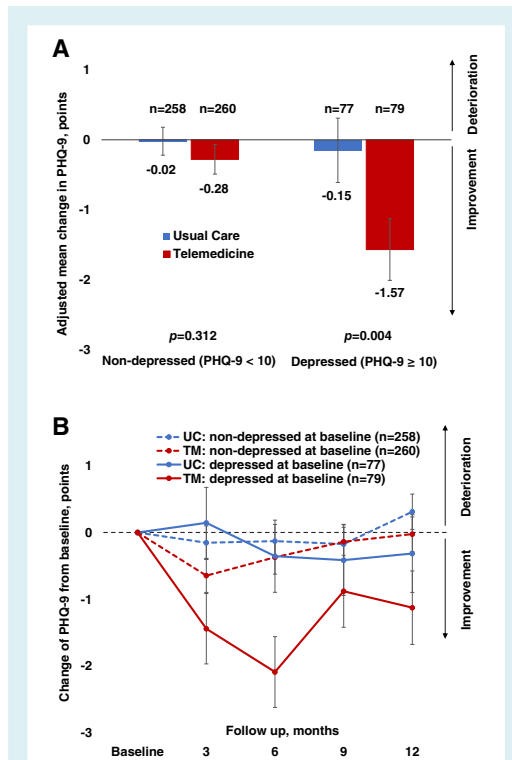 A
Adjusted mean change in PHQ-9, points
1
0
-1
-2
-3
n=258 n=260 n=77 n=79
-0.02
-0.28
-0.15
-1.57
Usual Care
Telemedicine
p=0.312 p=0.004
Non-depressed (PHQ-9 < 10) Depressed (PHQ-9 ≥ 10)
Deterioration
Improvement
B
UC: non-depressed at baseline (n=258)
TM: non-depressed at baseline (n=260)
UC: depressed at baseline (n=77)
TM: depressed at baseline (n=79)
Change of PHQ-9 from baseline, points
1
0
-1
-2
-3
Deterioration
Improvement
Follow up, months
Baseline 3 6 9 12